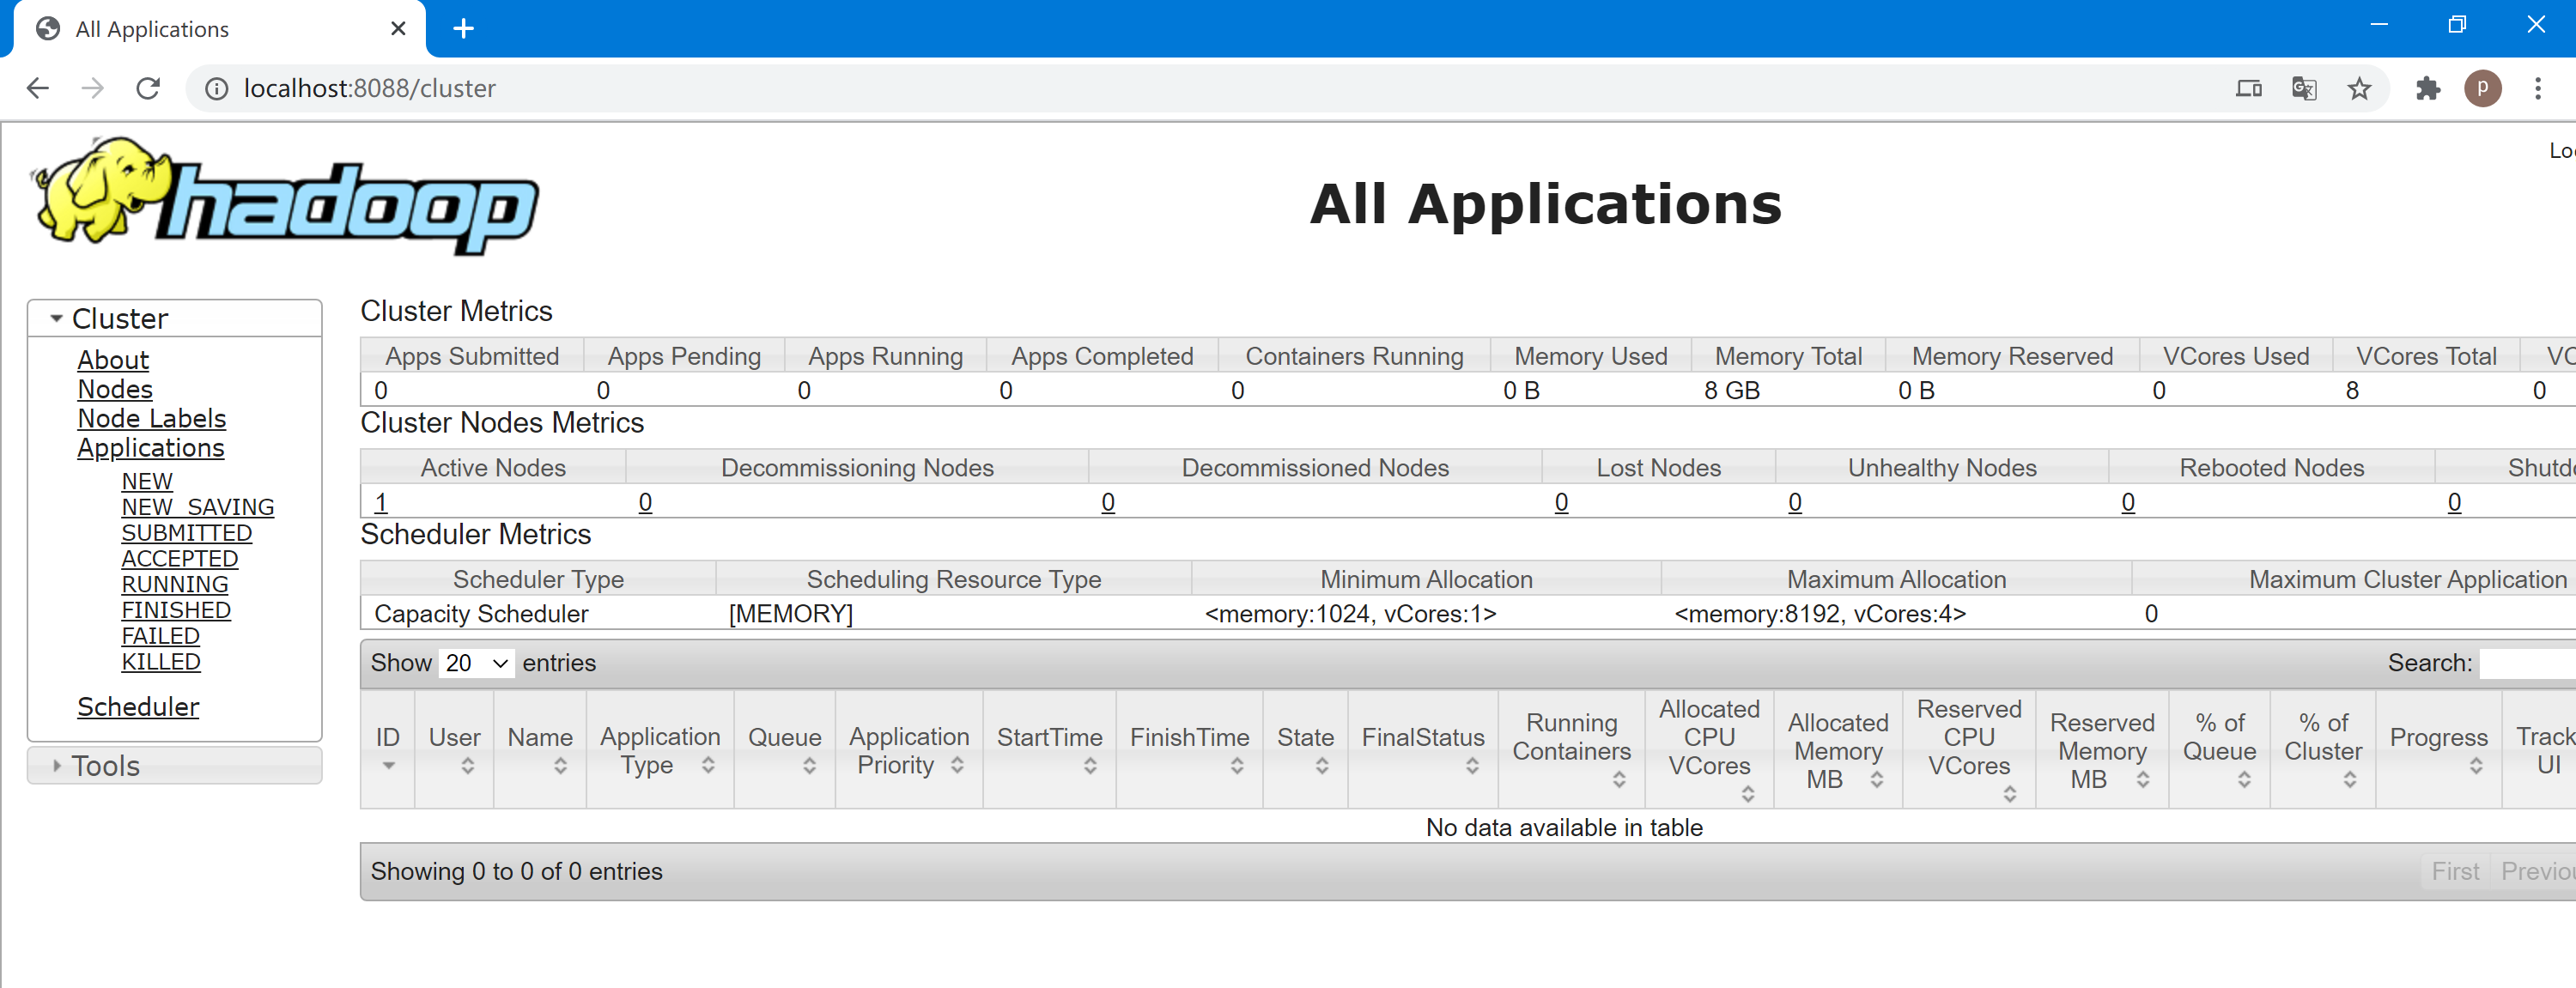 All Applications
localhost:8088/cluster
p
hadoop
All Applications
Cluster
About
Nodes
Node Labels
Applications
NEW
NEW_SAVING
SUBMITTED
ACCEPTED
RUNNING
FINISHED
FAILED
KILLED
Scheduler
Tools
Cluster Metrics
Apps Submitted Apps Pending Apps Running Apps Completed Containers Running Memory Used Memory Total Memory Reserved VCores Used VCores Total
0 0 0 0 0 0 B 8 GB 0 B 0 8 0
Cluster Nodes Metrics
Active Nodes Decommissioning Nodes Decommissioned Nodes Lost Nodes Unhealthy Nodes Rebooted Nodes
1 0 0 0 0 0 0
Scheduler Metrics
Scheduler Type Scheduling Resource Type Minimum Allocation Maximum Allocation Maximum Cluster Application
Capacity Scheduler [MEMORY] <memory:1024, vCores:1> <memory:8192, vCores:4> 0
Show 20 entries Search:
ID User Name Application Type Queue Application Priority StartTime FinishTime State FinalStatus Running Containers Allocated CPU VCores Allocated Memory MB Reserved CPU VCores Reserved Memory MB % of Queue % of Cluster Progress Track UI
No data available in table
Showing 0 to 0 of 0 entries First